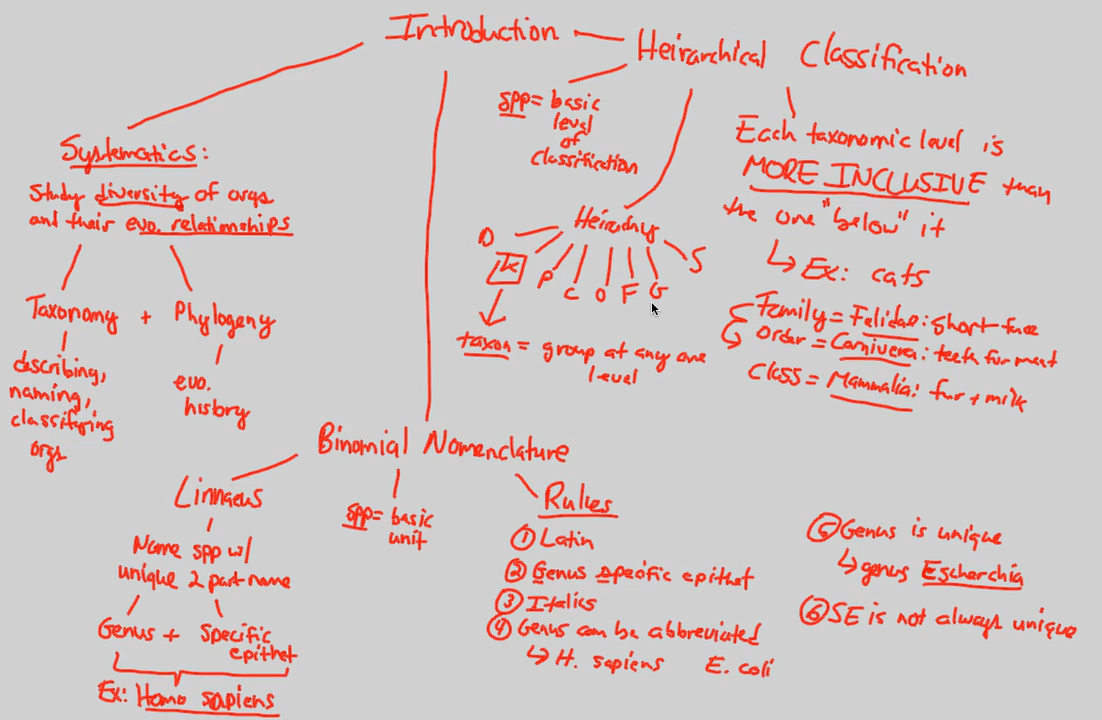 Introduction
Heirarchical Classification
Systematics:
Study diversity of orgs
and their evo. relationships
Taxonomy + Phylogeny
describing,
naming,
classifying
orgs
evo.
history
spp = basic
level
of
classification
Heirarchy
D
K
P
C
O
F
G
S
taxon = group at any one
level
Each taxonomic level is
MORE INCLUSIVE than
the one "below" it
↳ Ex: cats
Family = Felidae: short face
Order = Carnivera: teeth for meat
Class = Mammalia: fur + milk
Binomial Nomenclature
Linnaeus
Name spp w/
unique 2 part name
Genus + Specific
epithet
Ex: Homo sapiens
spp = basic
unit
Rules
① Latin
② Genus specific epithet
③ Italics
④ Genus can be abbreviated
↳ H. sapiens E. coli
⑤ Genus is unique
↳ genus Escherchia
⑥ SE is not always unique